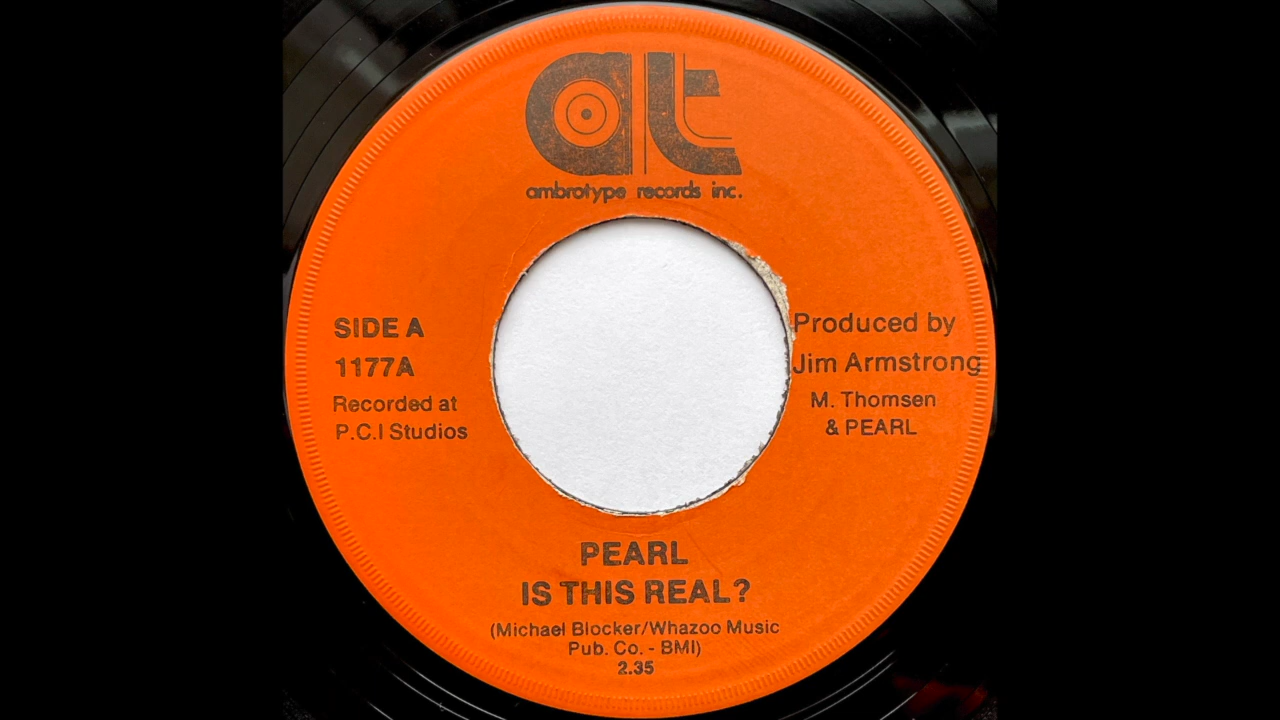 at
ambrotype records inc.
SIDE A
1177A
Recorded at
P.C.I Studios
Produced by
Jim Armstrong
M. Thomsen
& PEARL
PEARL
IS THIS REAL?
(Michael Blocker/Whazoo Music
Pub. Co. - BMI)
2.35